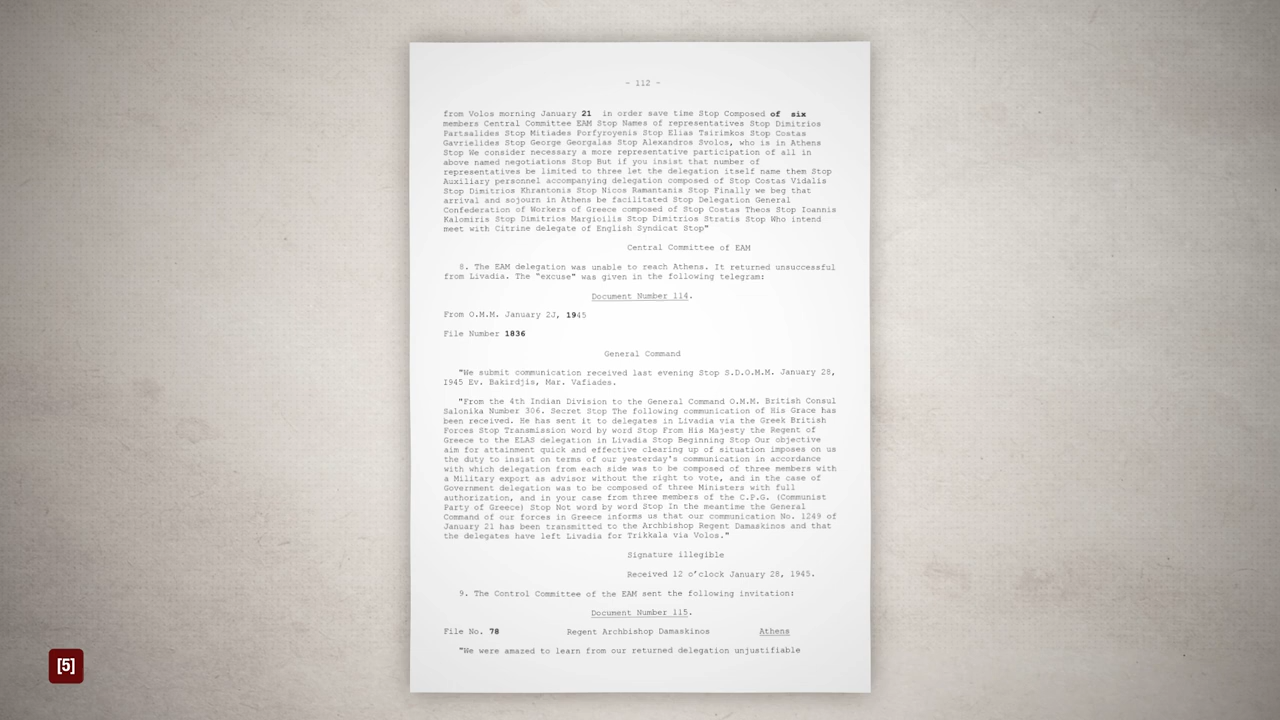 - 112 -
from Volos morning January 21 in order save time Stop Composed of six
members Central Committee EAM Stop Names of representatives Stop Dimitrios
Partsalides Stop Mitiades Porfyroyenis Stop Elias Tsirimkos Stop Costas
Gavrielides Stop George Georgalas Stop Alexandros Svolos, who is in Athens
Stop We consider necessary a more representative participation of all in
above named negotiations Stop But if you insist that number of
representatives be limited to three let the delegation itself name them Stop
Auxiliary personnel accompanying delegation composed of Stop Costas Vidalis
Stop Dimitrios Khrantonis Stop Nicos Ramantanis Stop Finally we beg that
arrival and sojourn in Athens be facilitated Stop Delegation General
Confederation of Workers of Greece composed of Stop Costas Theos Stop Ioannis
Kalomiris Stop Dimitrios Margioilis Stop Dimitrios Stratis Stop Who intend
meet with Citrine delegate of English Syndicat Stop"
Central Committee of EAM
8. The EAM delegation was unable to reach Athens. It returned unsuccessful
from Livadia. The "excuse" was given in the following telegram:
Document Number 114.
From O.M.M. January 2J, 1945
File Number 1836
General Command
"We submit communication received last evening Stop S.D.O.M.M. January 28,
1945 Ev. Bakirdjis, Mar. Vafiades.
"From the 4th Indian Division to the General Command O.M.M. British Consul
Salonika Number 306. Secret Stop The following communication of His Grace has
been received. He has sent it to delegates in Livadia via the Greek British
Forces Stop Transmission word by word Stop From His Majesty the Regent of
Greece to the ELAS delegation in Livadia Stop Beginning Stop Our objective
aim for attainment quick and effective clearing up of situation imposes on us
the duty to insist on terms of our yesterday's communication in accordance
with which delegation from each side was to be composed of three members with
a Military export as advisor without the right to vote, and in the case of
Government delegation was to be composed of three Ministers with full
authorization, and in your case from three members of the C.P.G. (Communist
Party of Greece) Stop Not word by word Stop In the meantime the General
Command of our forces in Greece informs us that our communication No. 1249 of
January 21 has been transmitted to the Archbishop Regent Damaskinos and that
the delegates have left Livadia for Trikkala via Volos."
Signature illegible
Received 12 o'clock January 28, 1945.
9. The Control Committee of the EAM sent the following invitation:
Document Number 115.
File No. 78 Regent Archbishop Damaskinos Athens
"We were amazed to learn from our returned delegation unjustifiable
[5]